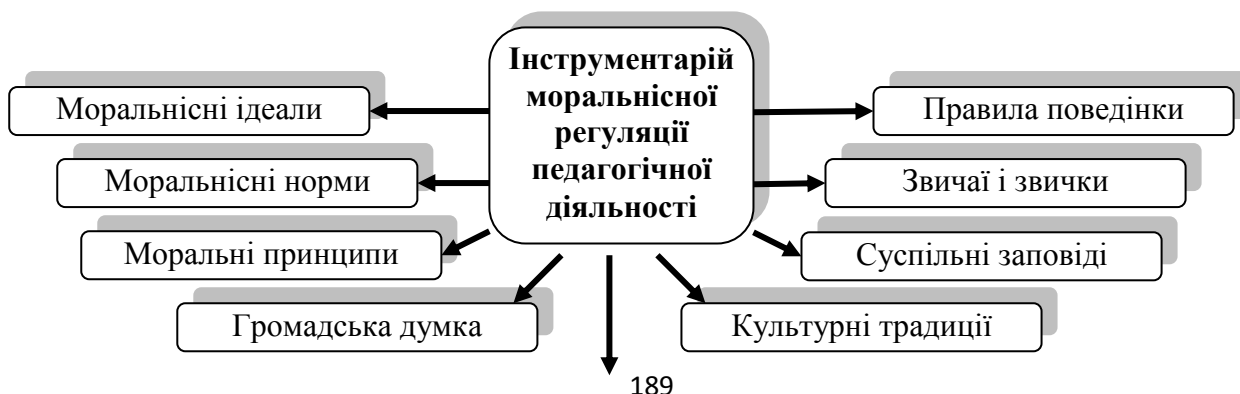 Інструментарій
моральнісної
регуляції
педагогічної
діяльності
Моральнісні ідеали
Моральнісні норми
Моральні принципи
Громадська думка
Правила поведінки
Звичаї і звички
Суспільні заповіді
Культурні традиції
189